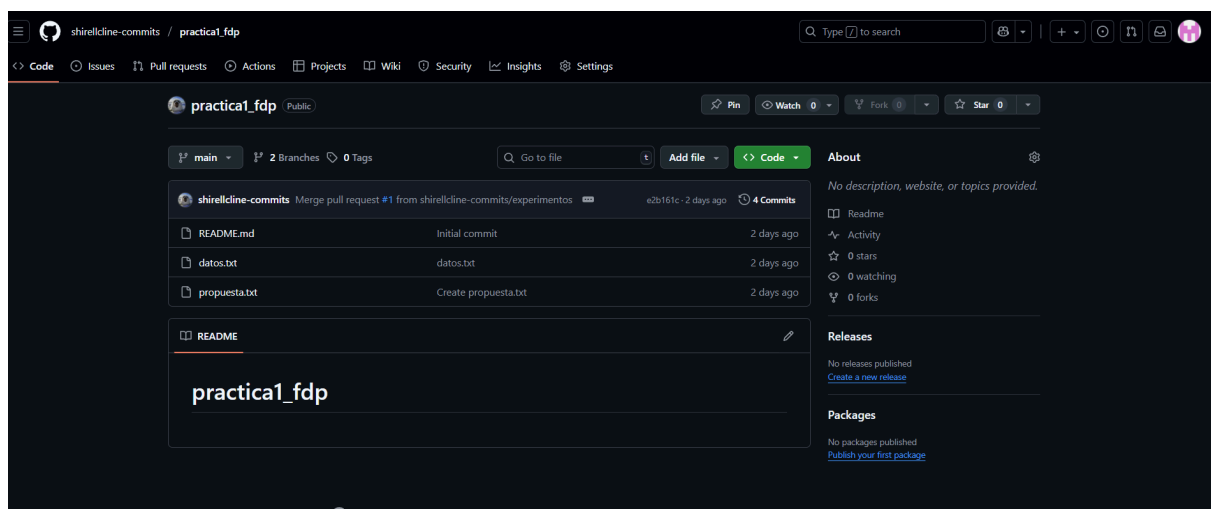 shirellcline-commits / practica1_fdp
Type / to search
Code Issues Pull requests Actions Projects Wiki Security Insights Settings
practica1_fdp Public
Pin Watch 0 Fork 0 Star 0
main 2 Branches 0 Tags Go to file t Add file Code
shirellcline-commits Merge pull request #1 from shirellcline-commits/experimentos e2b161c · 2 days ago 4 Commits
README.md Initial commit 2 days ago
datos.txt datos.txt 2 days ago
propuesta.txt Create propuesta.txt 2 days ago
README
practica1_fdp
About
No description, website, or topics provided.
Readme
Activity
0 stars
0 watching
0 forks
Releases
No releases published
Create a new release
Packages
No packages published
Publish your first package